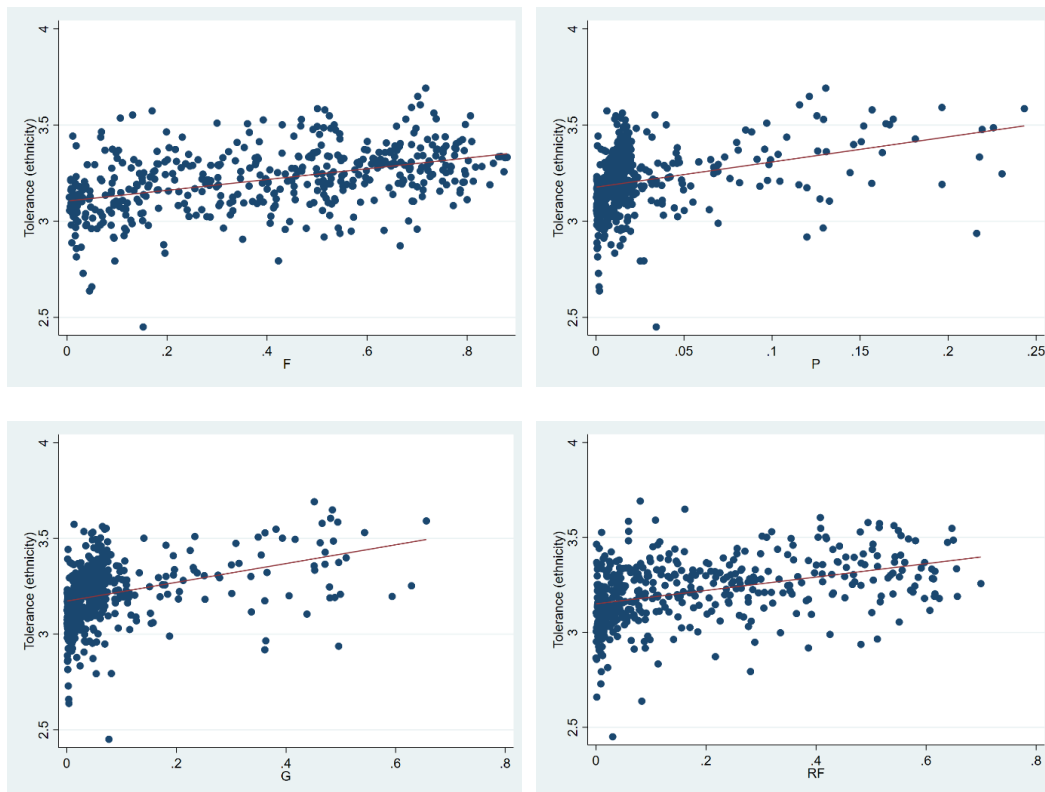 Tolerance (ethnicity)
4
3.5
3
2.5
0 .2 .4 .6 .8
F
Tolerance (ethnicity)
4
3.5
3
2.5
0 .05 .1 .15 .2 .25
P
Tolerance (ethnicity)
4
3.5
3
2.5
0 .2 .4 .6 .8
G
Tolerance (ethnicity)
4
3.5
3
2.5
0 .2 .4 .6 .8
RF